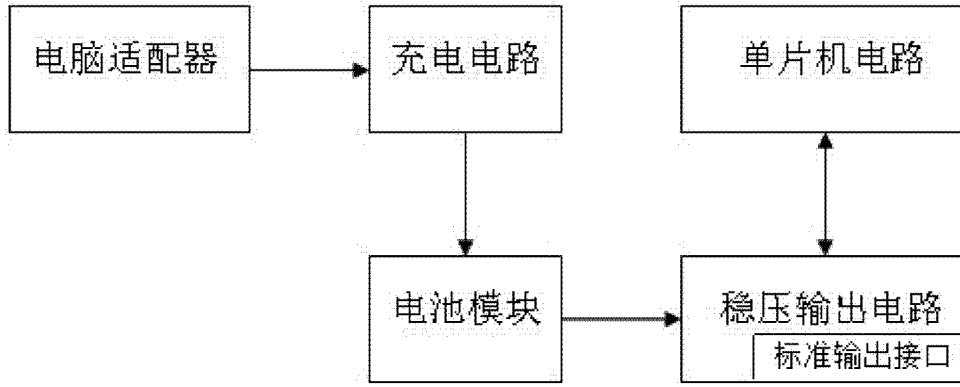 电脑适配器
充电电路
单片机电路
电池模块
稳压输出电路
标准输出接口